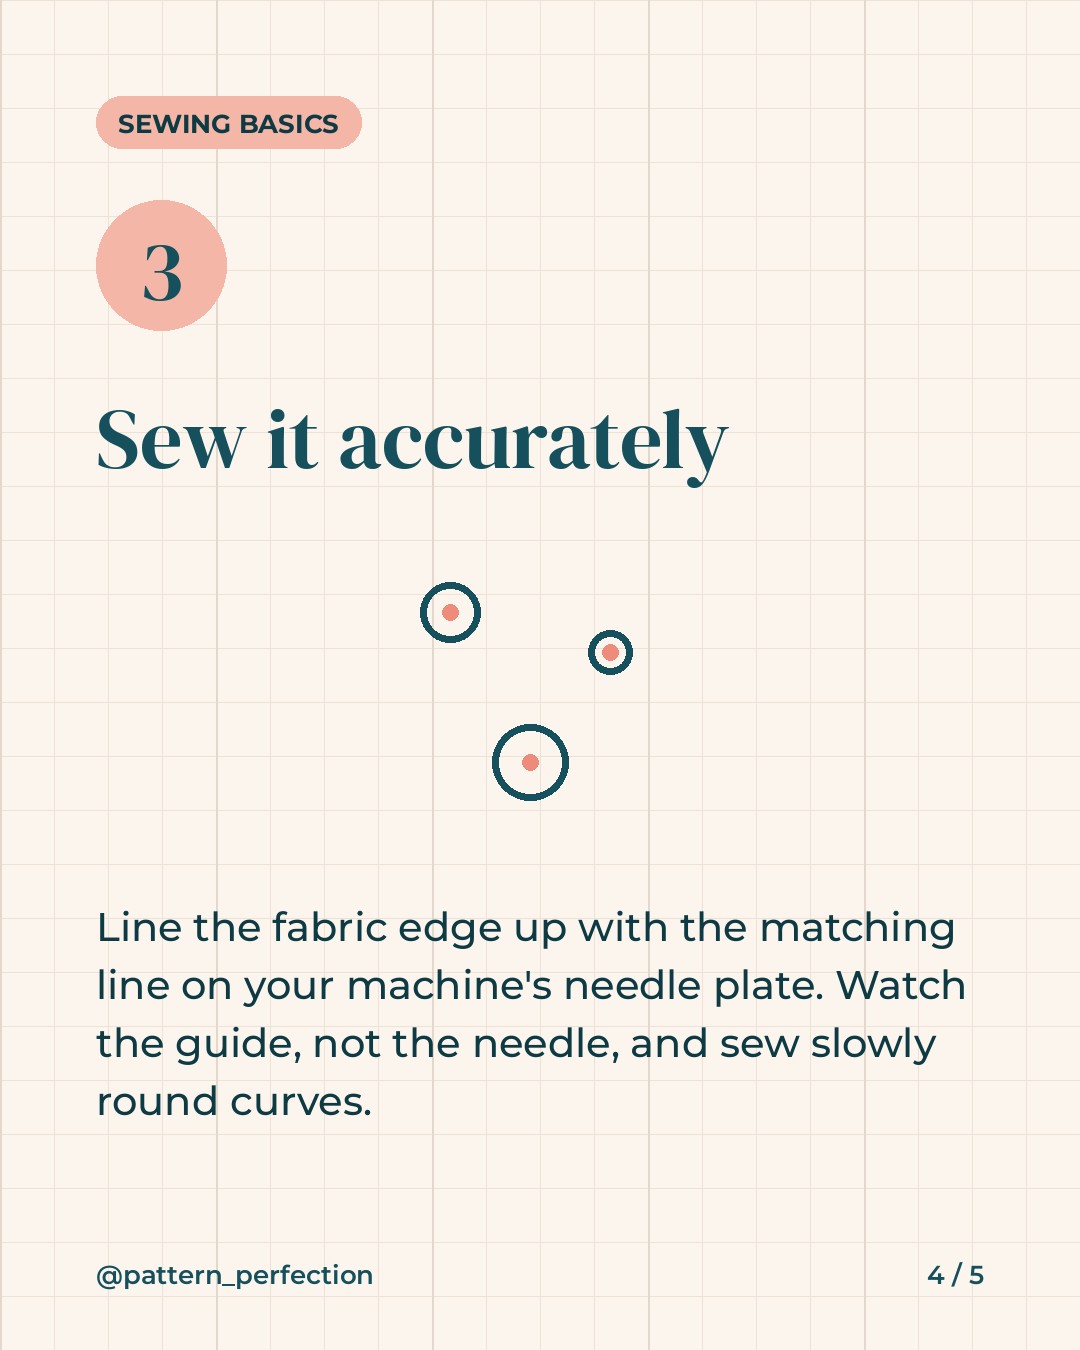 SEWING BASICS
3
Sew it accurately
Line the fabric edge up with the matching
line on your machine's needle plate. Watch
the guide, not the needle, and sew slowly
round curves.
@pattern_perfection
4 / 5